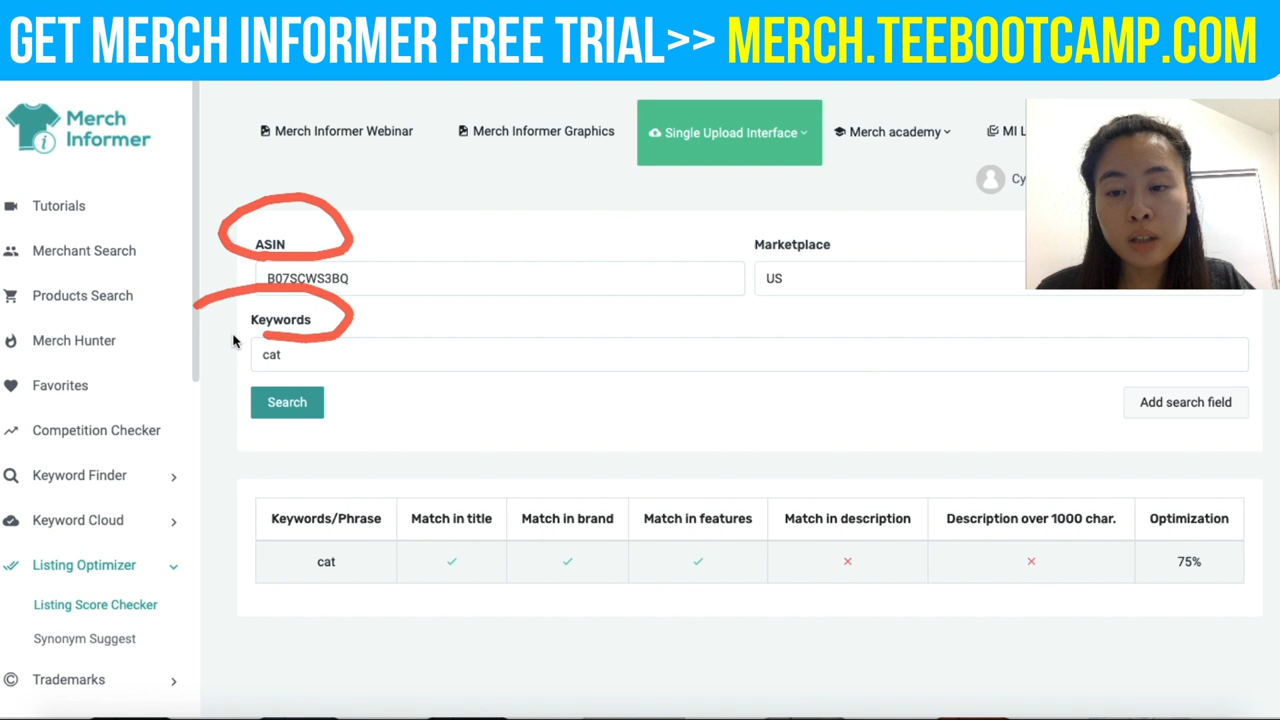 GET MERCH INFORMER FREE TRIAL>> MERCH.TEEBOOTCAMP.COM
Merch
Informer
Merch Informer Webinar
Merch Informer Graphics
Single Upload Interface
Merch academy
MI L
Cy
Tutorials
Merchant Search
Products Search
Merch Hunter
Favorites
Competition Checker
Keyword Finder
Keyword Cloud
Listing Optimizer
Listing Score Checker
Synonym Suggest
Trademarks
ASIN
Marketplace
B07SCWS3BQ
US
Keywords
cat
Search
Add search field
Keywords/Phrase Match in title Match in brand Match in features Match in description Description over 1000 char. Optimization
cat ✓ ✓ ✓ ✕ ✕ 75%